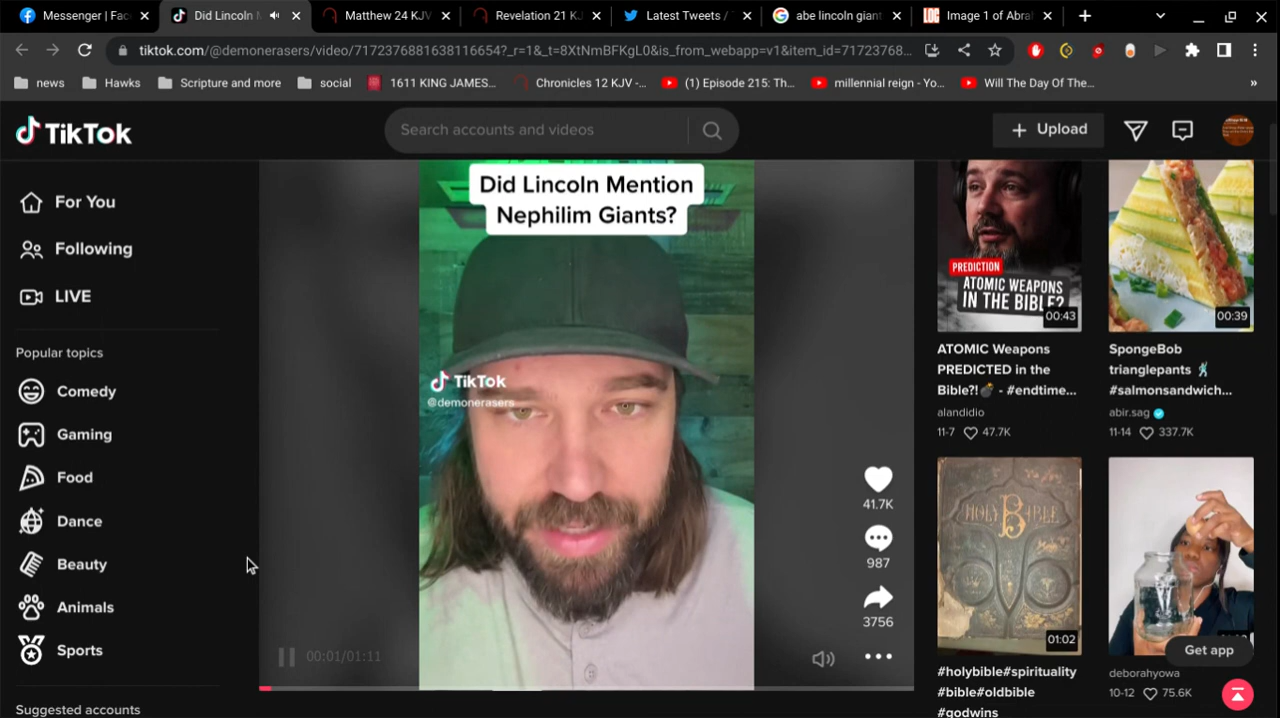 Messenger | Fac
Did Lincoln M
Matthew 24 KJV
Revelation 21 KJ
Latest Tweets /
abe lincoln giant
LOC
Image 1 of Abra
tiktok.com/@demonerasers/video/7172376881638116654?_r=1&_t=8XtNmBFKgL0&is_from_webapp=v1&item_id=71723768...
news
Hawks
Scripture and more
social
1611 KING JAMES...
Chronicles 12 KJV -...
(1) Episode 215: Th...
millennial reign - Yo...
Will The Day Of The...
»
TikTok
Search accounts and videos
Upload
For You
Following
LIVE
Popular topics
Comedy
Gaming
Food
Dance
Beauty
Animals
Sports
Suggested accounts
Did Lincoln Mention
Nephilim Giants?
TikTok
@demonerasers
41.7K
987
3756
00:01/01:11
PREDICTION
ATOMIC WEAPONS
IN THE BIBLE?
00:43
ATOMIC Weapons
PREDICTED in the
Bible?!💣 - #endtime...
alandidio
11-7 47.7K
00:39
SpongeBob
trianglepants
#salmonsandwich...
abir.sag
11-14 337.7K
HOLY BIBLE
01:02
#holybible#spirituality
#bible#oldbible
#godwins
Get app
deborahyowa
10-12 75.6K